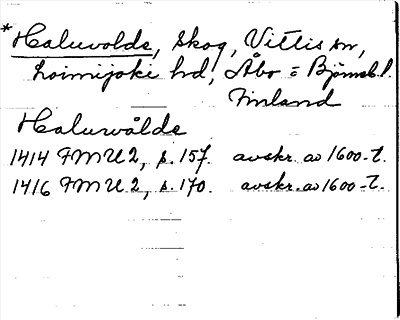 *Haluvolde, Skog, Vittis sn,
Loimijoki hd, Åbo = Björneb. l.
Finland
Haluwålde
1414 FMU 2, s. 157. avskr. av 1600-t.
1416 FMU 2, s. 170. avskr. av 1600-t.